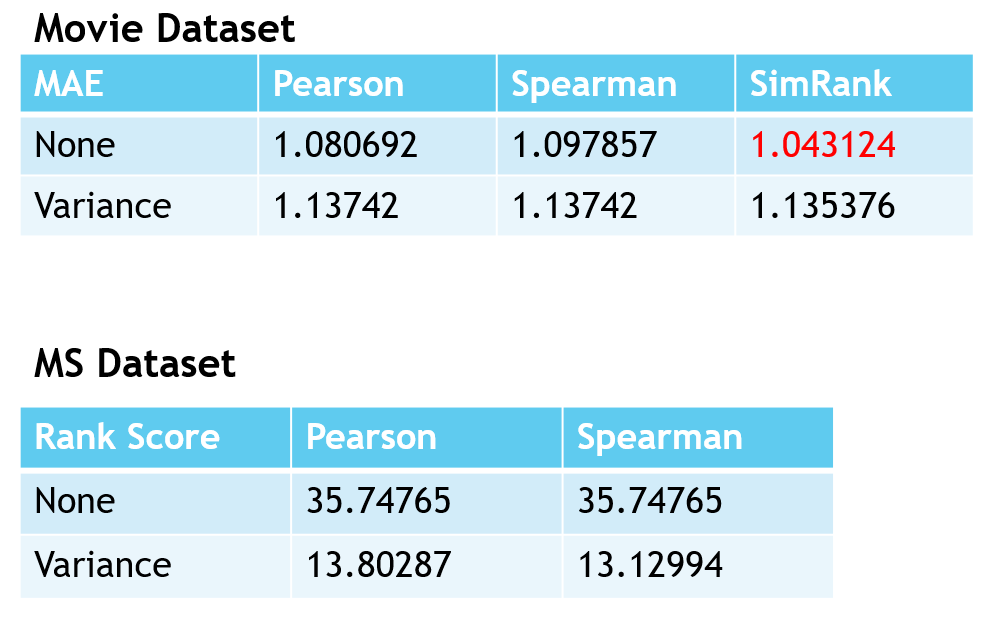 Movie Dataset
MAE Pearson Spearman SimRank
None 1.080692 1.097857 1.043124
Variance 1.13742 1.13742 1.135376
MS Dataset
Rank Score Pearson Spearman
None 35.74765 35.74765
Variance 13.80287 13.12994